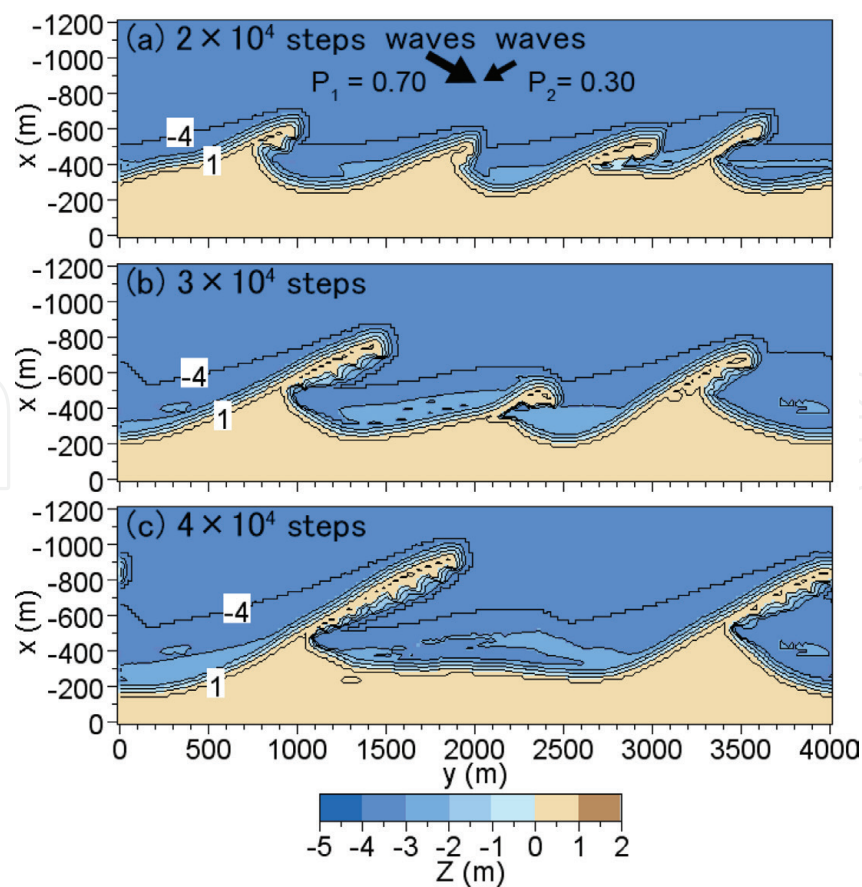 (a) 2×10⁴ steps waves waves
P₁ = 0.70 P₂= 0.30
-1200
-1000
-800
-600
-400
-200
0
x (m)
-4
1
(b) 3×10⁴ steps
-1200
-1000
-800
-600
-400
-200
0
x (m)
-4
1
(c) 4×10⁴ steps
-1200
-1000
-800
-600
-400
-200
0
x (m)
-4
1
0 500 1000 1500 2000 2500 3000 3500 4000
y (m)
-5 -4 -3 -2 -1 0 1 2
Z (m)